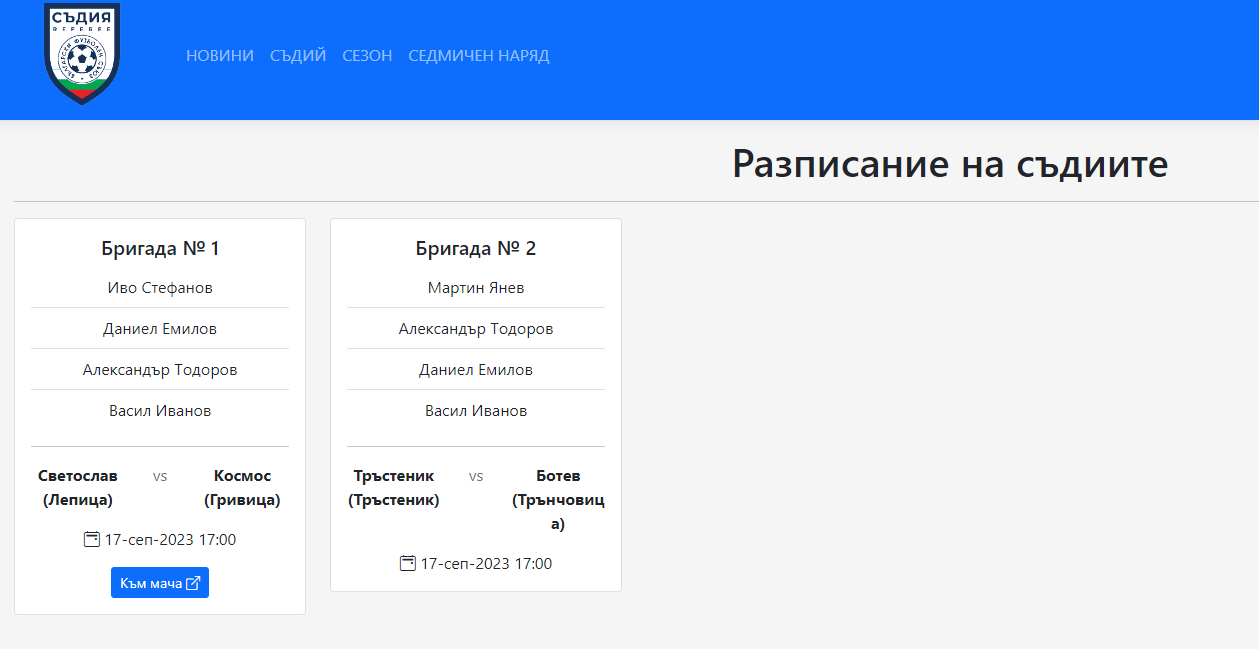 СЪДИЯ
REFEREE
БЪЛГАРСКИ ФУТБОЛЕН СЪЮЗ
НОВИНИ СЪДИЙ СЕЗОН СЕДМИЧЕН НАРЯД
Разписание на съдиите
Бригада № 1
Иво Стефанов
Даниел Емилов
Александър Тодоров
Васил Иванов
Светослав vs Космос
(Лепица) (Гривица)
17-сеп-2023 17:00
Към мача
Бригада № 2
Мартин Янев
Александър Тодоров
Даниел Емилов
Васил Иванов
Тръстеник vs Ботев
(Тръстеник) (Трънчовиц
а)
17-сеп-2023 17:00